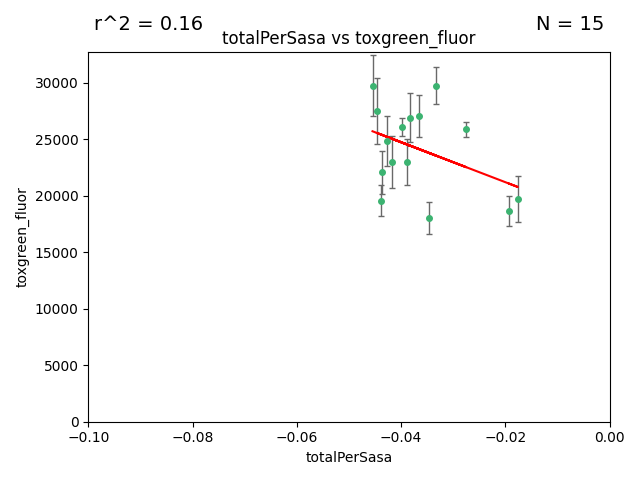 r^2 = 0.16
N = 15
totalPerSasa vs toxgreen_fluor
toxgreen_fluor
30000
25000
20000
15000
10000
5000
0
−0.10
−0.08
−0.06
−0.04
−0.02
0.00
totalPerSasa